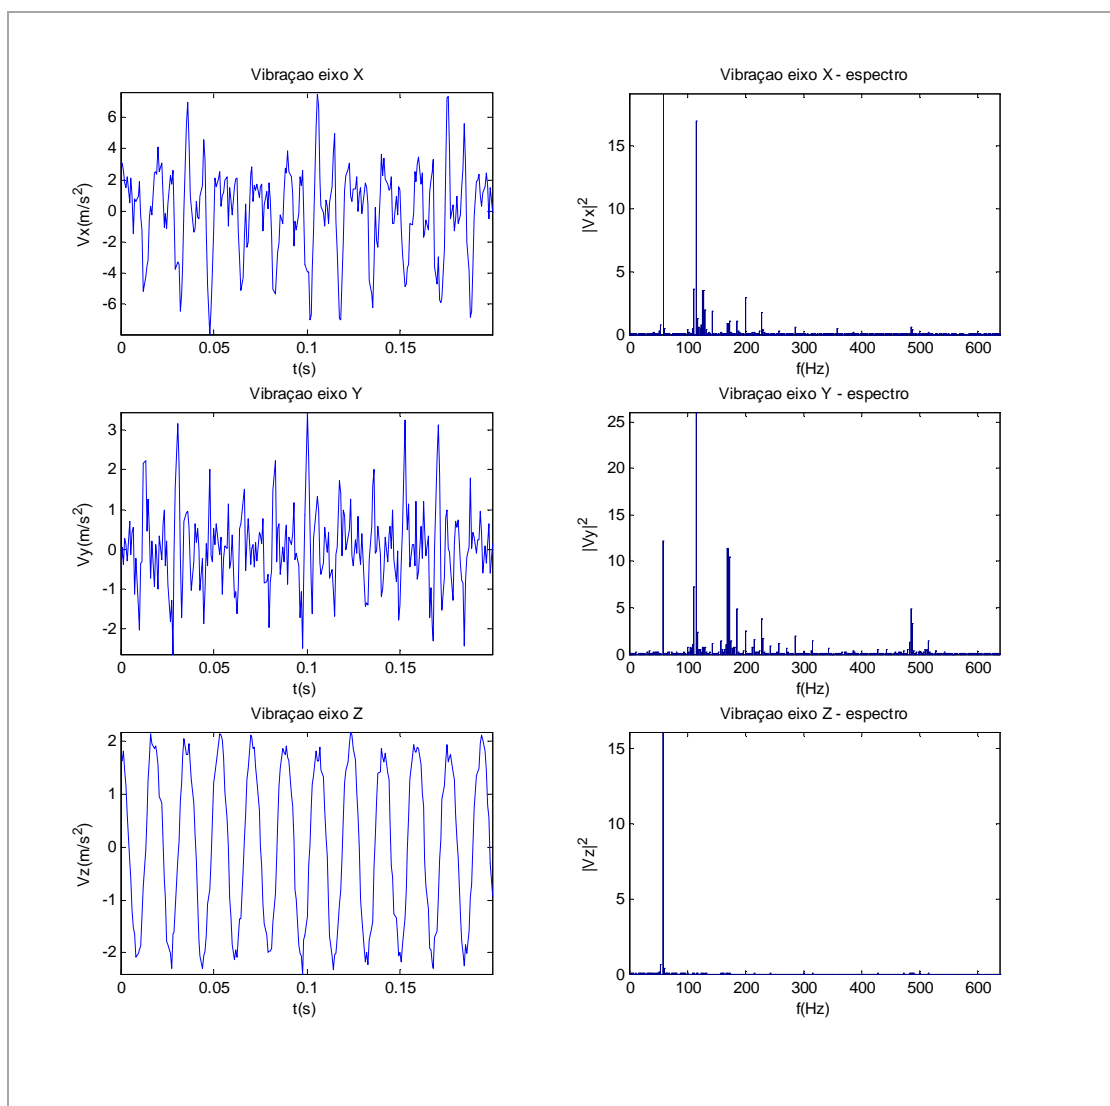 Vibraçao eixo X
Vx(m/s²)
6
4
2
0
-2
-4
-6
0 0.05 0.1 0.15
t(s)
Vibraçao eixo X - espectro
|Vx|²
15
10
5
0
0 100 200 300 400 500 600
f(Hz)
Vibraçao eixo Y
Vy(m/s²)
3
2
1
0
-1
-2
0 0.05 0.1 0.15
t(s)
Vibraçao eixo Y - espectro
|Vy|²
25
20
15
10
5
0
0 100 200 300 400 500 600
f(Hz)
Vibraçao eixo Z
Vz(m/s²)
2
1
0
-1
-2
0 0.05 0.1 0.15
t(s)
Vibraçao eixo Z - espectro
|Vz|²
15
10
5
0
0 100 200 300 400 500 600
f(Hz)